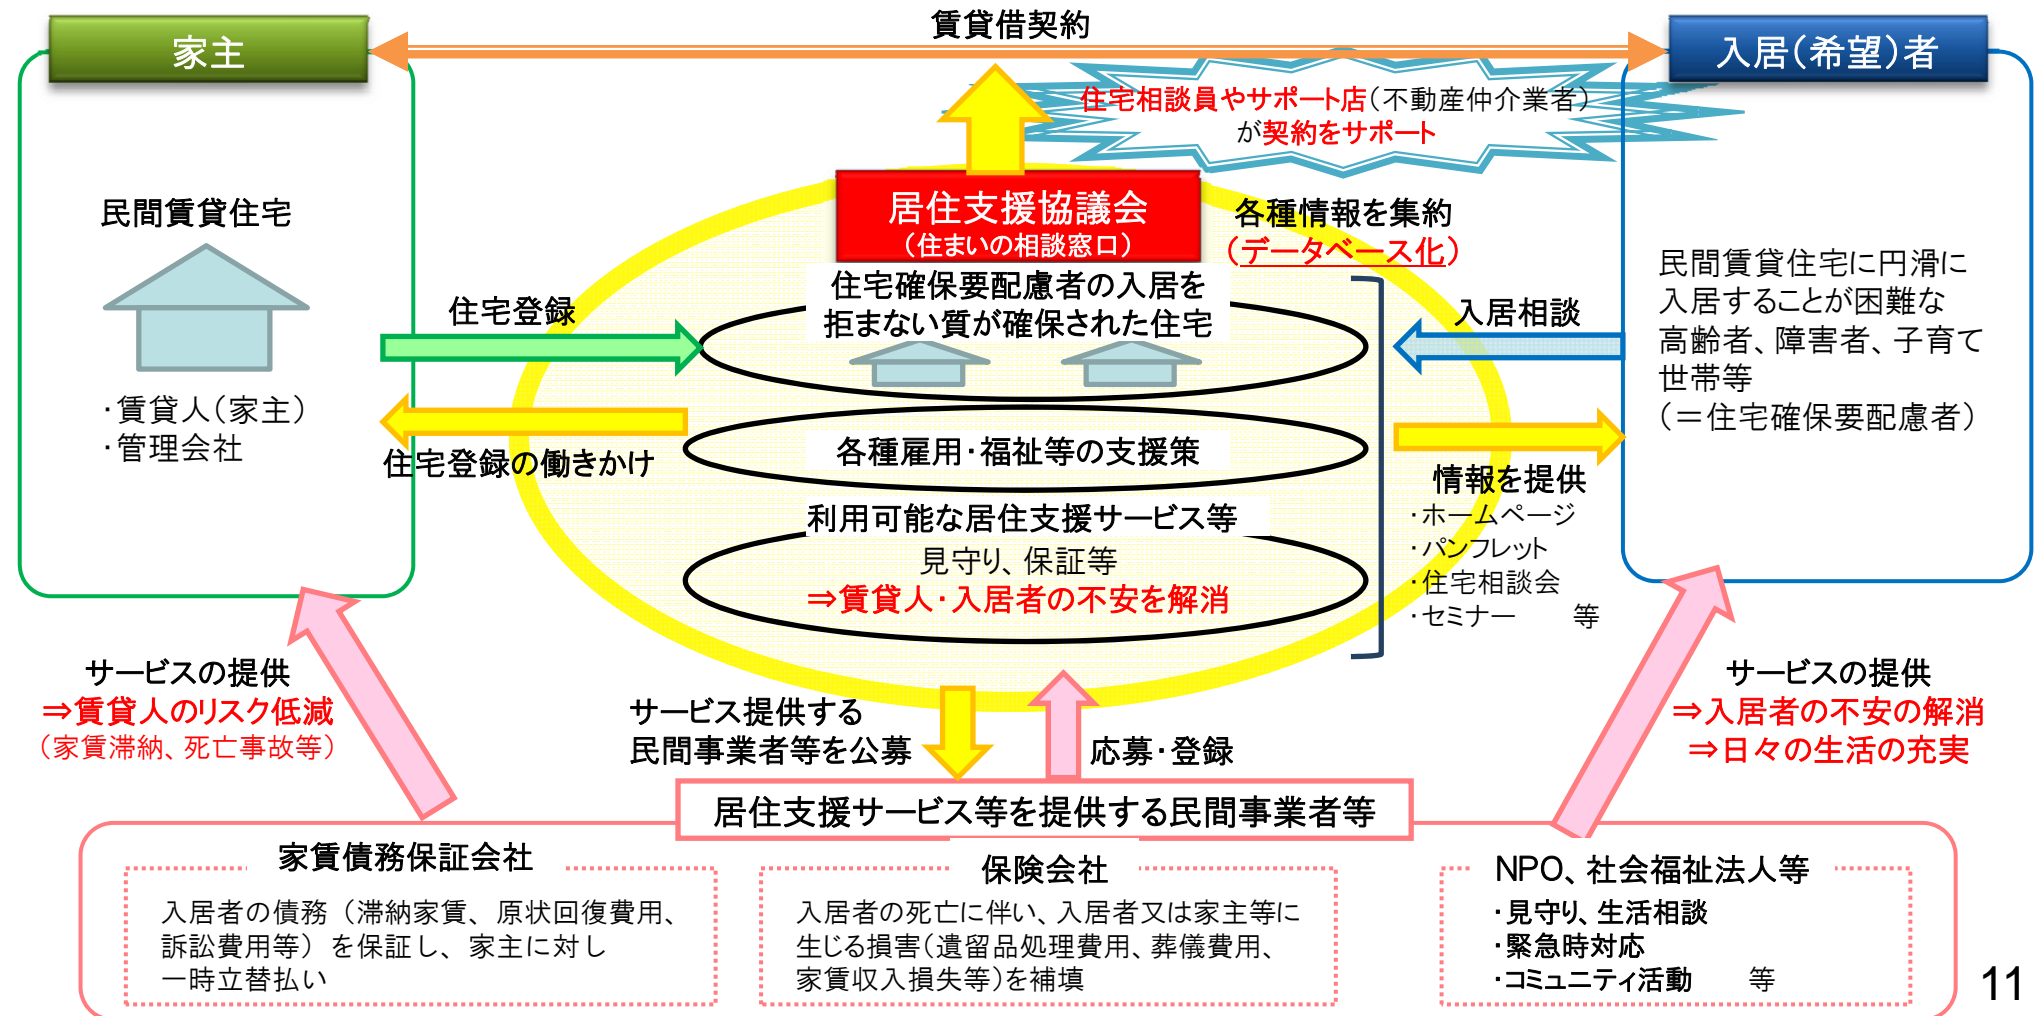 賃貸借契約
家主
入居(希望)者
住宅相談員やサポート店(不動産仲介業者)
が契約をサポート
居住支援協議会
(住まいの相談窓口)
各種情報を集約
(データベース化)
民間賃貸住宅
・賃貸人(家主)
・管理会社
住宅登録
住宅登録の働きかけ
住宅確保要配慮者の入居を
拒まない質が確保された住宅
各種雇用・福祉等の支援策
利用可能な居住支援サービス等
見守り、保証等
⇒賃貸人・入居者の不安を解消
入居相談
情報を提供
・ホームページ
・パンフレット
・住宅相談会
・セミナー 等
民間賃貸住宅に円滑に
入居することが困難な
高齢者、障害者、子育て
世帯等
(=住宅確保要配慮者)
サービスの提供
⇒賃貸人のリスク低減
(家賃滞納、死亡事故等)
サービス提供する
民間事業者等を公募
応募・登録
サービスの提供
⇒入居者の不安の解消
⇒日々の生活の充実
居住支援サービス等を提供する民間事業者等
家賃債務保証会社
入居者の債務(滞納家賃、原状回復費用、
訴訟費用等)を保証し、家主に対し
一時立替払い
保険会社
入居者の死亡に伴い、入居者又は家主等に
生じる損害(遺留品処理費用、葬儀費用、
家賃収入損失等)を補填
NPO、社会福祉法人等
・見守り、生活相談
・緊急時対応
・コミュニティ活動 等
11